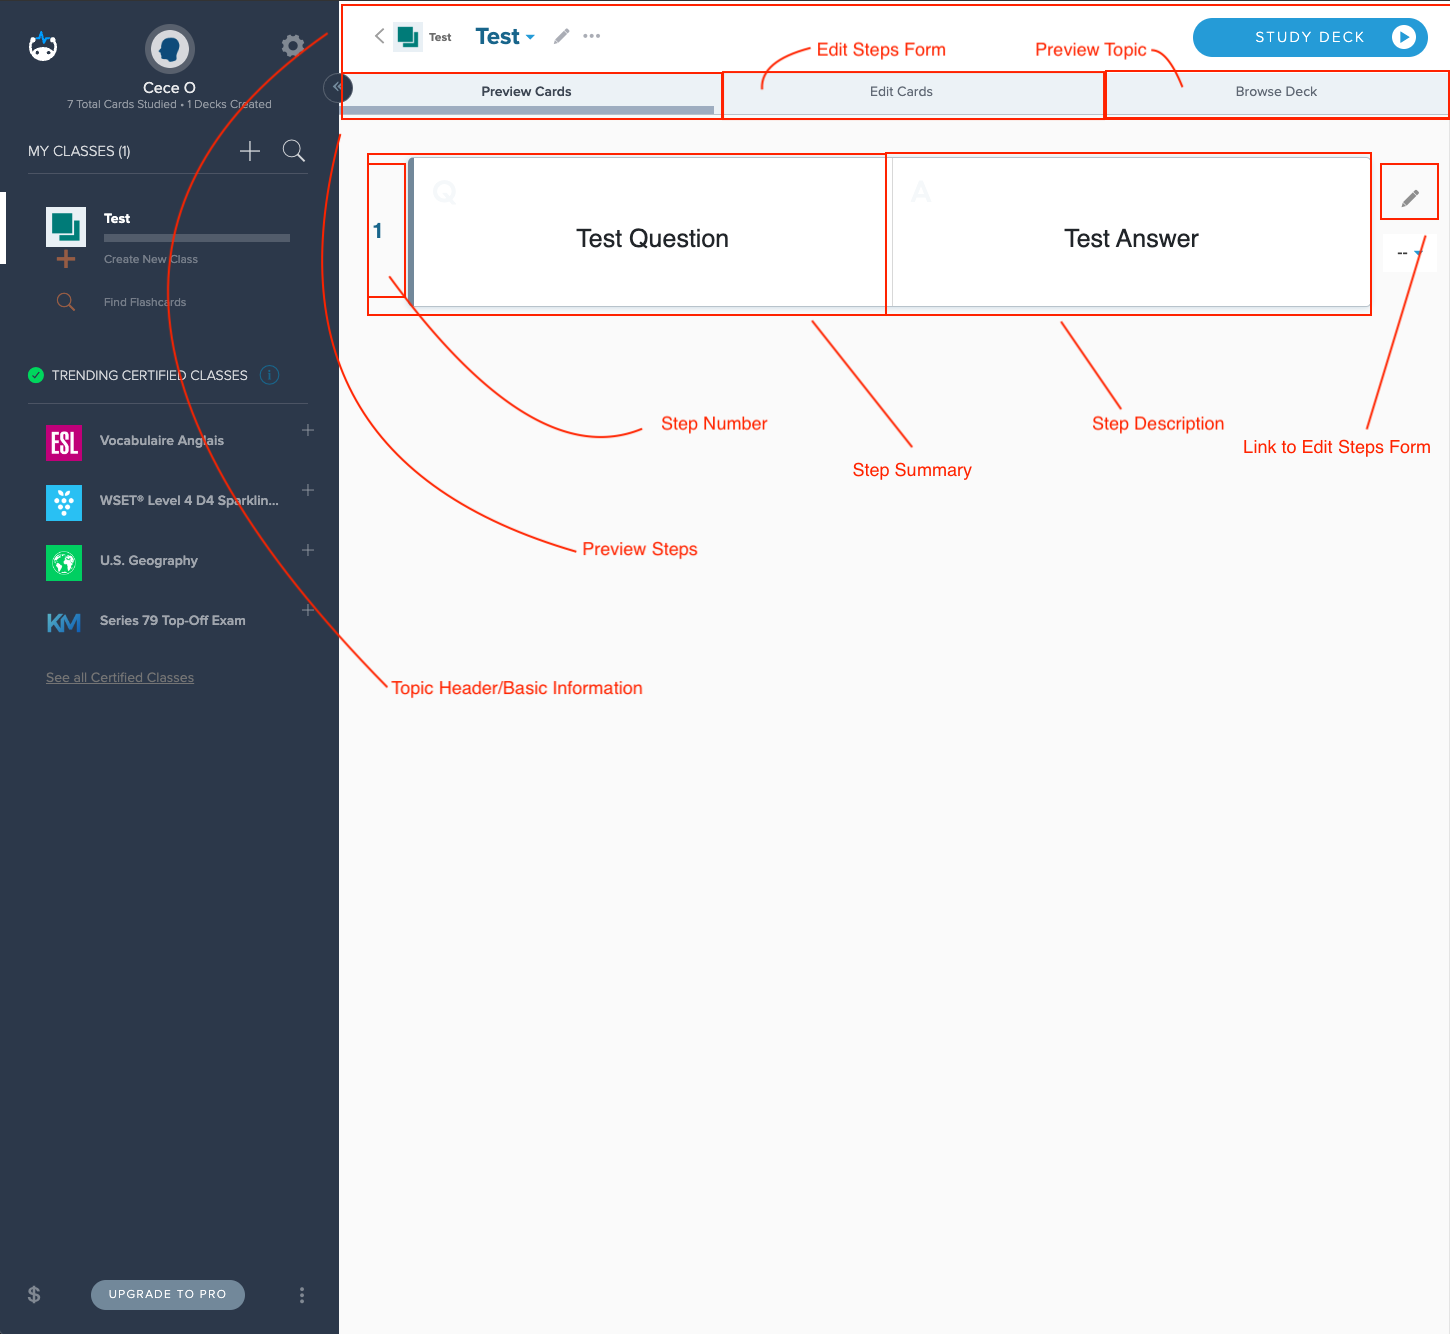 Cece O
7 Total Cards Studied • 1 Decks Created
MY CLASSES (1)
Test
Create New Class
Find Flashcards
TRENDING CERTIFIED CLASSES
i
ESL
Vocabulaire Anglais
WSET® Level 4 D4 Sparklin...
U.S. Geography
KM
Series 79 Top-Off Exam
See all Certified Classes
$
UPGRADE TO PRO
Test
Test
STUDY DECK
Edit Steps Form
Preview Topic
Preview Cards
Edit Cards
Browse Deck
1
Q
Test Question
A
Test Answer
--
Step Number
Step Summary
Step Description
Link to Edit Steps Form
Preview Steps
Topic Header/Basic Information